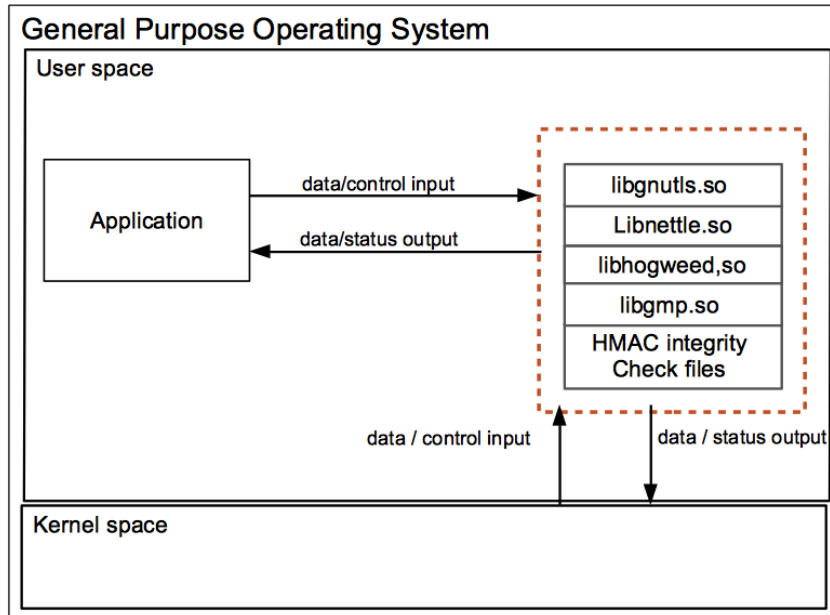 General Purpose Operating System
User space
data/control input
Application
data/status output
libgnutls.so
Libnettle.so
libhogweed,so
libgmp.so
HMAC integrity
Check files
data / control input
data / status output
Kernel space